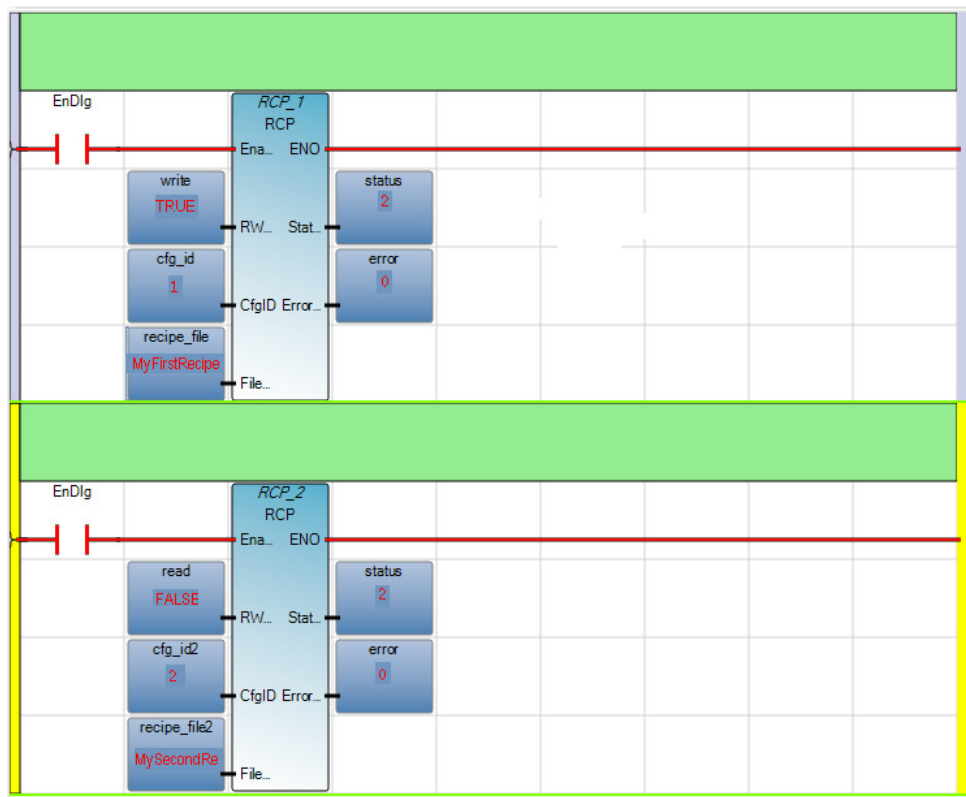 EnDlg
RCP_1
RCP
Ena... ENO
write
TRUE
status
2
RW... Stat...
cfg_id
1
error
0
CfgID Error...
recipe_file
MyFirstRecipe
File...
EnDlg
RCP_2
RCP
Ena... ENO
read
FALSE
status
2
RW... Stat...
cfg_id2
2
error
0
CfgID Error...
recipe_file2
MySecondRe
File...